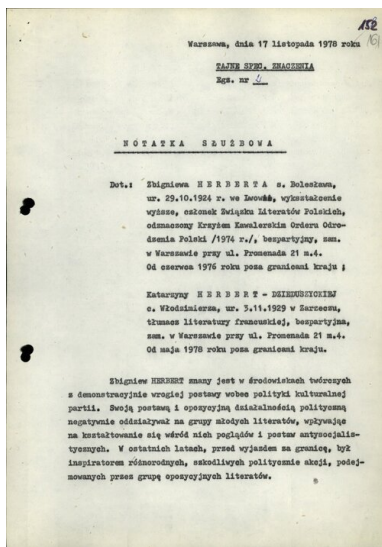 152
161
Warszawa, dnia 17 listopada 1978 roku
TAJNE SPEC. ZNACZENIA
Egz. nr
N O T A T K A   S Ł U Ż B O W A
Dot.: Zbigniewa H E R B E R T A s. Bolesława,
ur. 29.10.1924 r. we Lwowie, wykształcenie
wyższe, członek Związku Literatów Polskich,
odznaczony Krzyżem Kawalerskim Orderu Odro-
dzenia Polski /1974 r./, bezpartyjny, zam.
w Warszawie przy ul. Promenada 21 m.4.
Od czerwca 1976 roku poza granicami kraju ;
Katarzyny H E R B E R T - DZIEDUSZYCKIEJ
c. Włodzimierza, ur. 3.11.1929 w Zarzeczu,
tłumacz literatury francuskiej, bezpartyjna,
zam. w Warszawie przy ul. Promenada 21 m.4.
Od maja 1978 roku poza granicami kraju.
Zbigniew HERBERT znany jest w środowiskach twórczych
z demonstracyjnie wrogiej postawy wobec polityki kulturalnej
partii. Swoją postawą i opozycyjną działalnością polityczną
negatywnie oddziaływał na grupy młodych literatów, wpływając
na kształtowanie się wśród nich poglądów i postaw antysocjalis-
tycznych. W ostatnich latach, przed wyjazdem za granicę, był
inspiratorem różnorodnych, szkodliwych politycznie akcji, podej-
mowanych przez grupę opozycyjnych literatów.